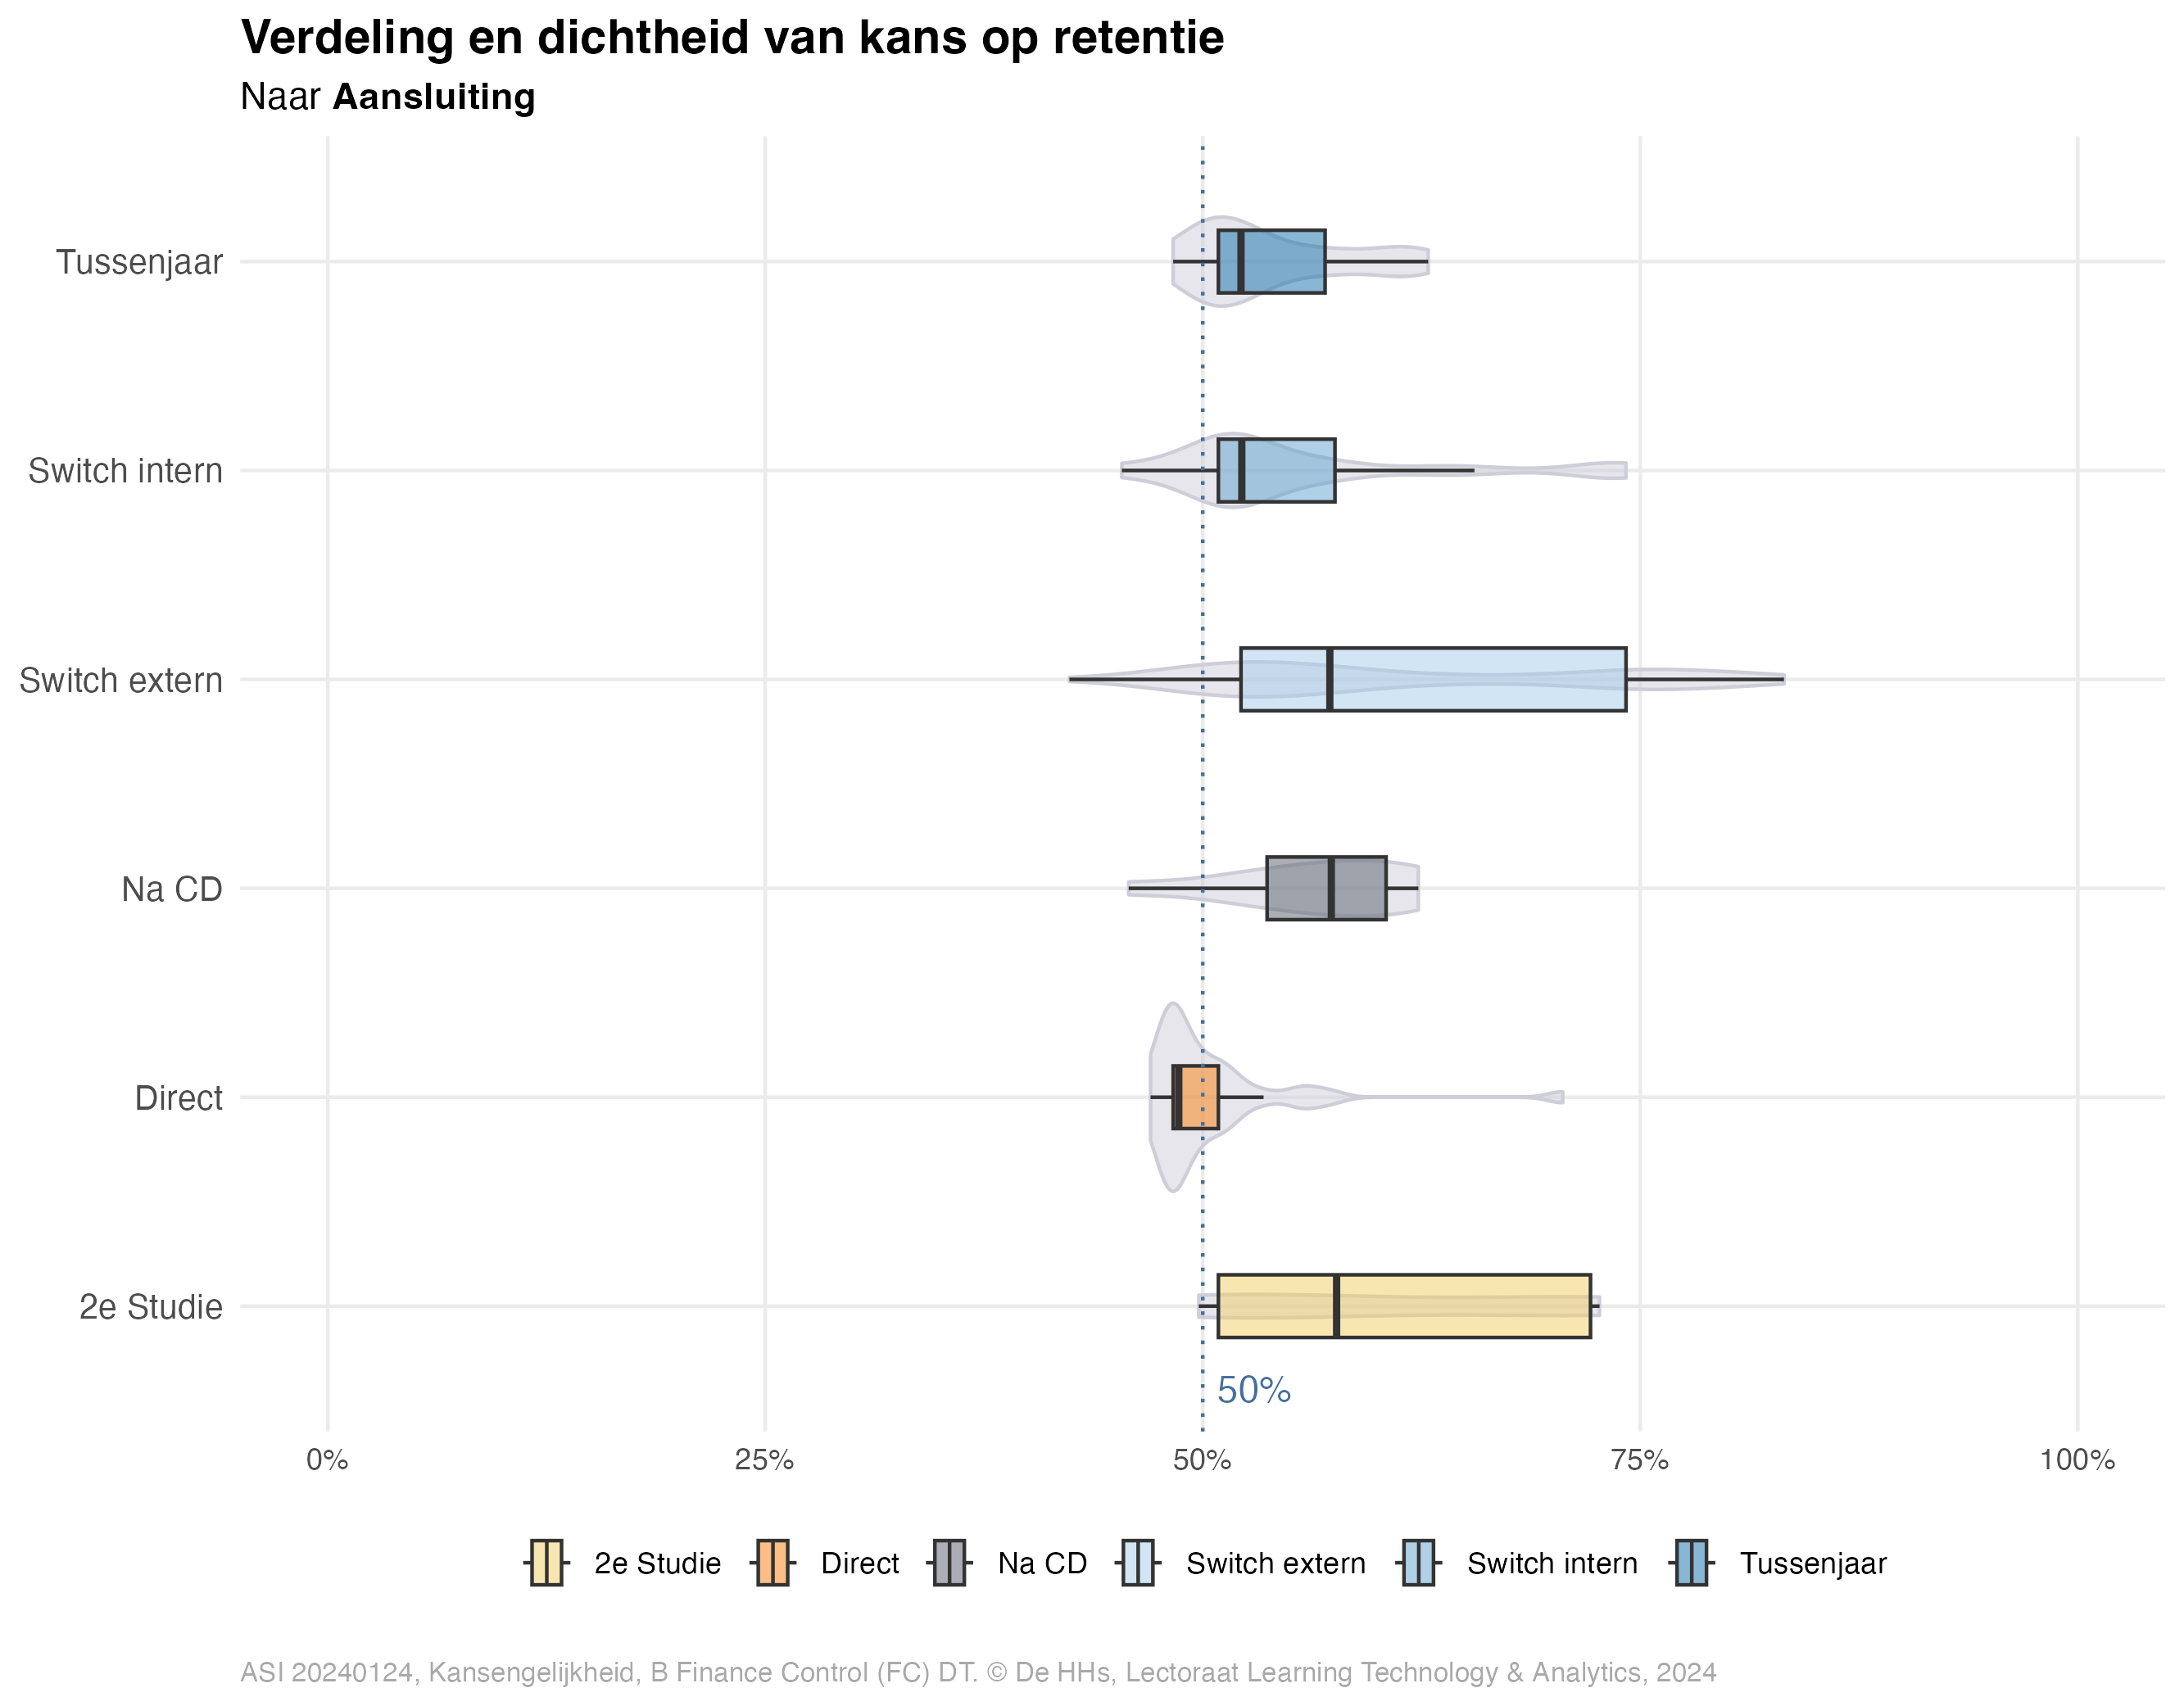 Verdeling en dichtheid van kans op retentie
Naar Aansluiting
Tussenjaar
Switch intern
Switch extern
Na CD
Direct
2e Studie
50%
0%
25%
50%
75%
100%
2e Studie
Direct
Na CD
Switch extern
Switch intern
Tussenjaar
ASI 20240124, Kansengelijkheid, B Finance Control (FC) DT. © De HHs, Lectoraat Learning Technology & Analytics, 2024